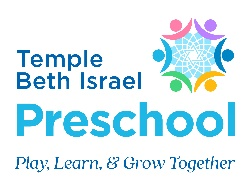 Temple
Beth Israel
Preschool
Play, Learn, & Grow Together